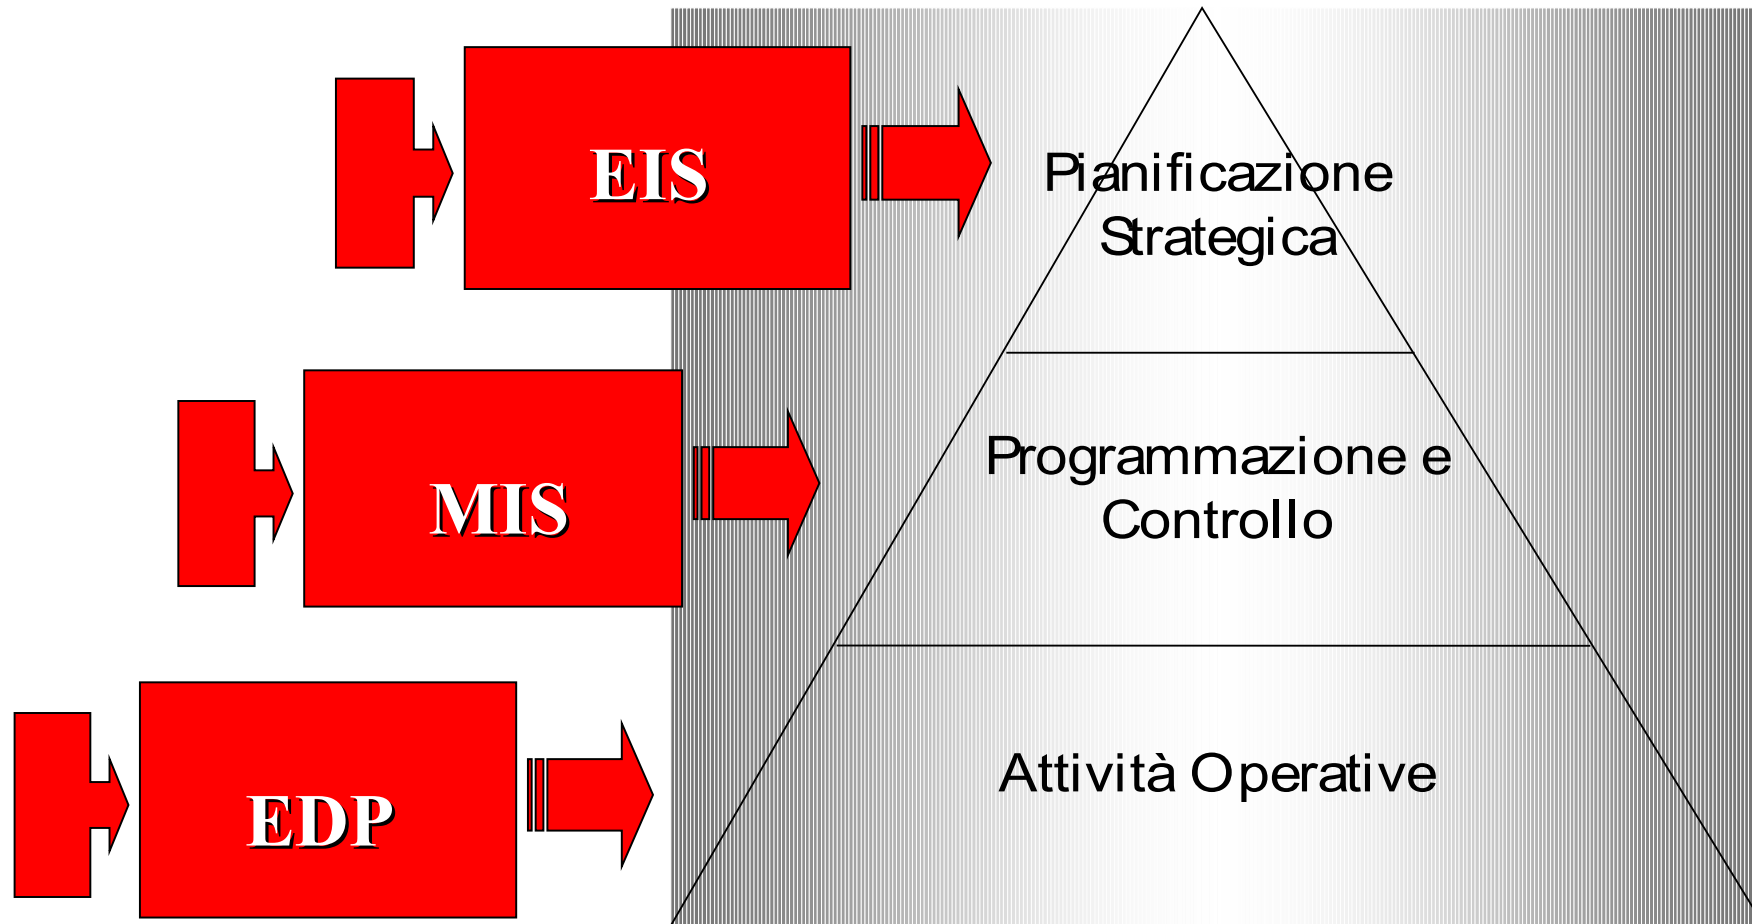 EIS
Pianificazione
Strategica
MIS
Programmazione e
Controllo
EDP
Attività Operative